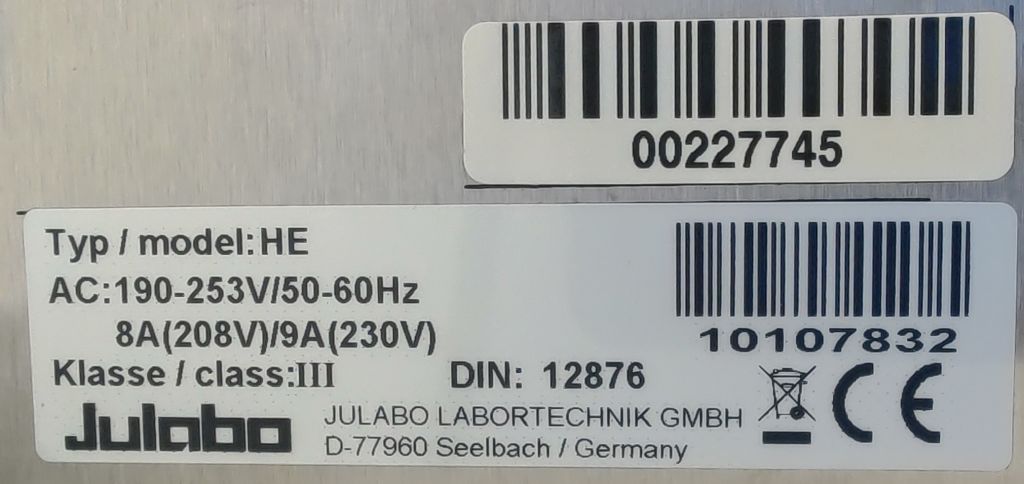 00227745
Typ / model:HE
AC:190-253V/50-60Hz
8A(208V)/9A(230V)
10107832
Klasse / class:III DIN: 12876
Julabo
JULABO LABORTECHNIK GMBH
D-77960 Seelbach / Germany
CE